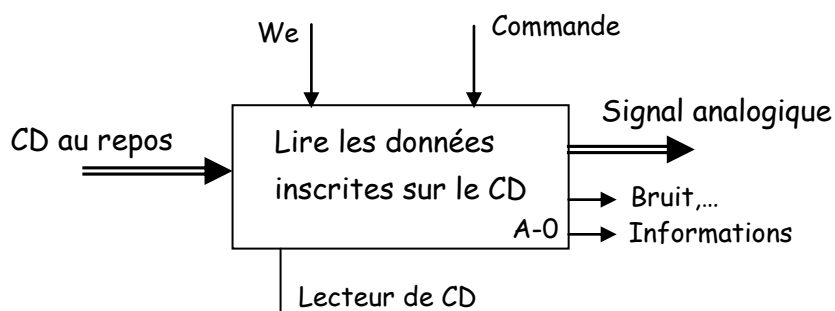 We
Commande
CD au repos
Lire les données
inscrites sur le CD
A-0
Signal analogique
Bruit,...
Informations
Lecteur de CD